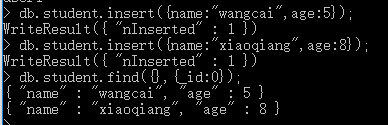 > db.student.insert({name:"wangcai",age:5});
WriteResult({ "nInserted" : 1 })
> db.student.insert({name:"xiaoqiang",age:8});
WriteResult({ "nInserted" : 1 })
> db.student.find({}, {_id:0});
{ "name" : "wangcai", "age" : 5 }
{ "name" : "xiaoqiang", "age" : 8 }
>